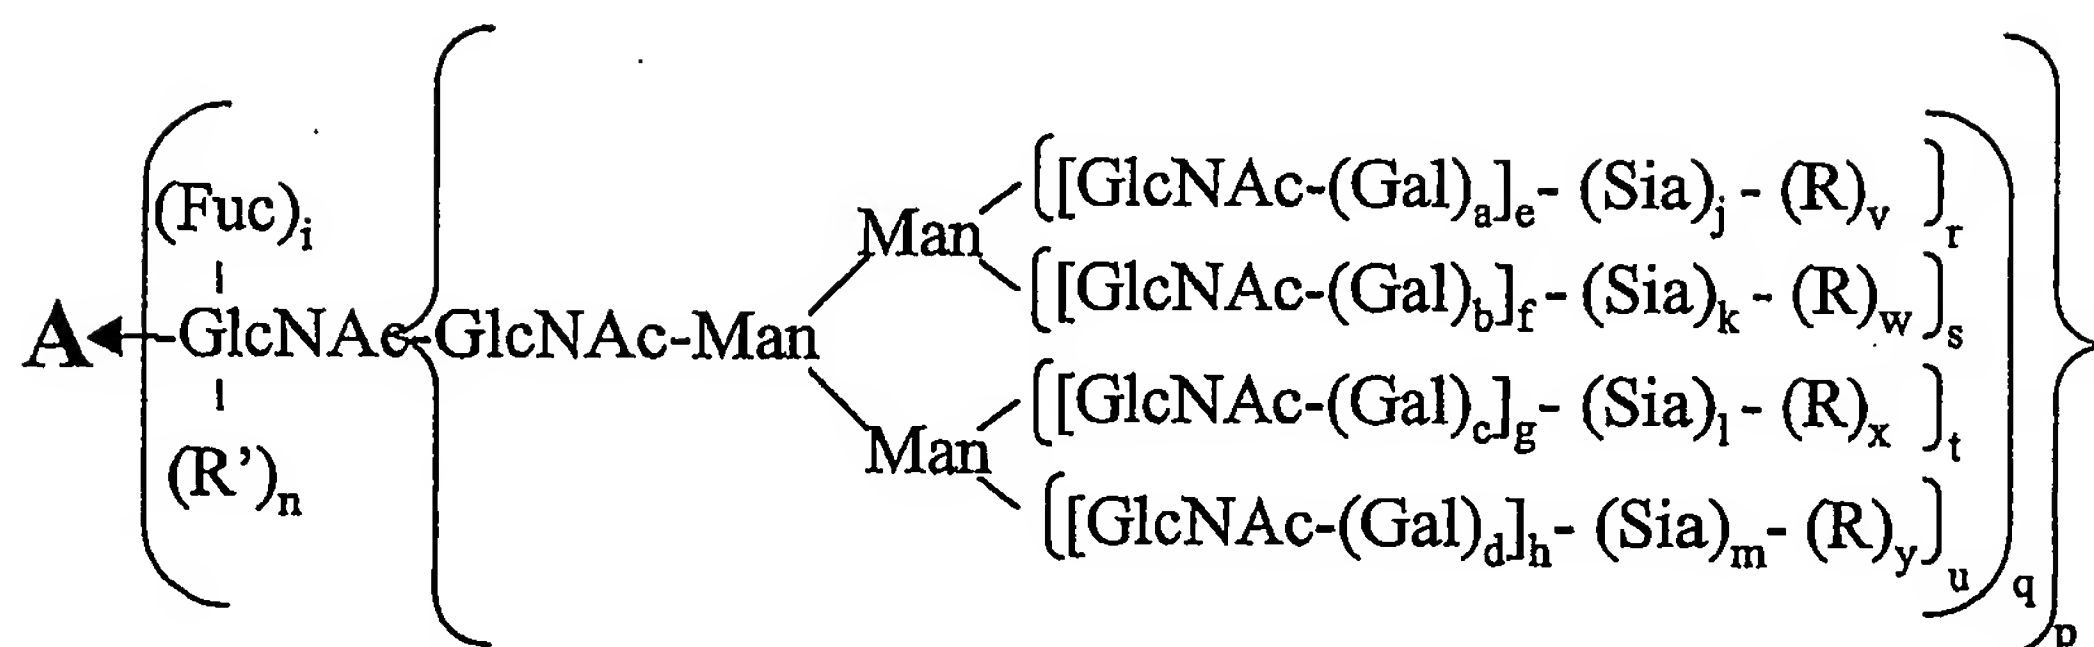 [GlcNAc-(Gal)a]e- (Sia)j - (R)v r
(Fuc)i Man
[GlcNAc-(Gal)b]f- (Sia)k - (R)w s
A GlcNAc-GlcNAc-Man
[GlcNAc-(Gal)c]g- (Sia)l - (R)x t
(R’)n Man
[GlcNAc-(Gal)d]h- (Sia)m- (R)y u q
p